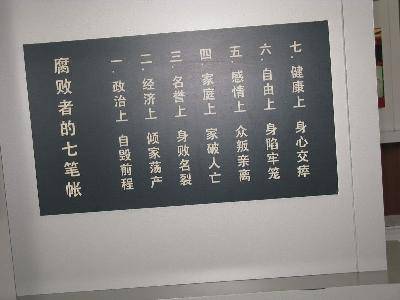 腐败者的七笔帐
一．政治上 自毁前程
二．经济上 倾家荡产
三．名誉上 身败名裂
四．家庭上 家破人亡
五．感情上 众叛亲离
六．自由上 身陷牢笼
七．健康上 身心交瘁